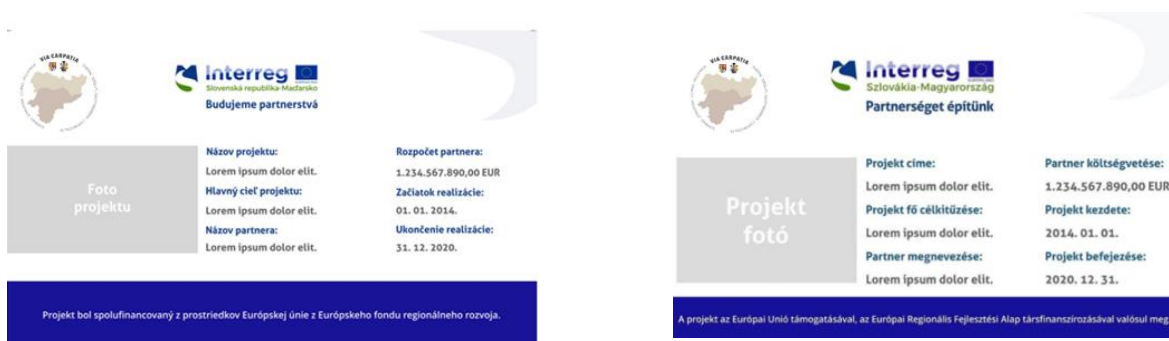 VIA CARPATIA
Interreg
Slovenská republika-Maďarsko
Budujeme partnerstvá
Foto
projektu
Názov projektu:
Lorem ipsum dolor elit.
Hlavný cieľ projektu:
Lorem ipsum dolor elit.
Názov partnera:
Lorem ipsum dolor elit.
Rozpočet partnera:
1.234.567.890,00 EUR
Začiatok realizácie:
01. 01. 2014.
Ukončenie realizácie:
31. 12. 2020.
Projekt bol spolufinancovaný z prostriedkov Európskej únie z Európskeho fondu regionálneho rozvoja.
VIA CARPATIA
Interreg
Szlovákia-Magyarország
Partnerséget építünk
Projekt
fotó
Projekt címe:
Lorem ipsum dolor elit.
Projekt fő célkitűzése:
Lorem ipsum dolor elit.
Partner megnevezése:
Lorem ipsum dolor elit.
Partner költségvetése:
1.234.567.890,00 EUR
Projekt kezdete:
2014. 01. 01.
Projekt befejezése:
2020. 12. 31.
A projekt az Európai Unió támogatásával, az Európai Regionális Fejlesztési Alap társfinanszírozásával valósul meg